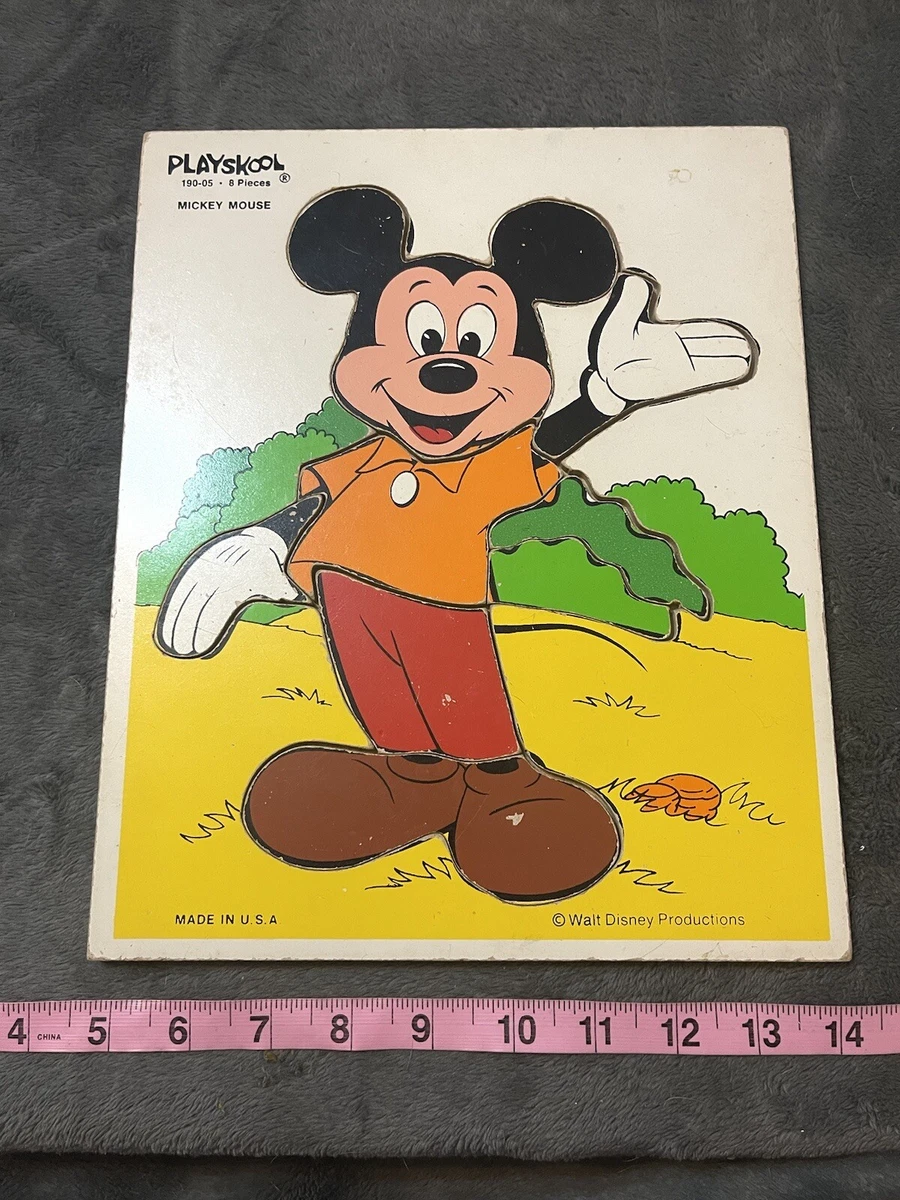 PLAYSKOOL ®
190-05 • 8 Pieces
MICKEY MOUSE
MADE IN U.S.A.
© Walt Disney Productions
4 CHINA 5 6 7 8 9 10 11 12 13 14